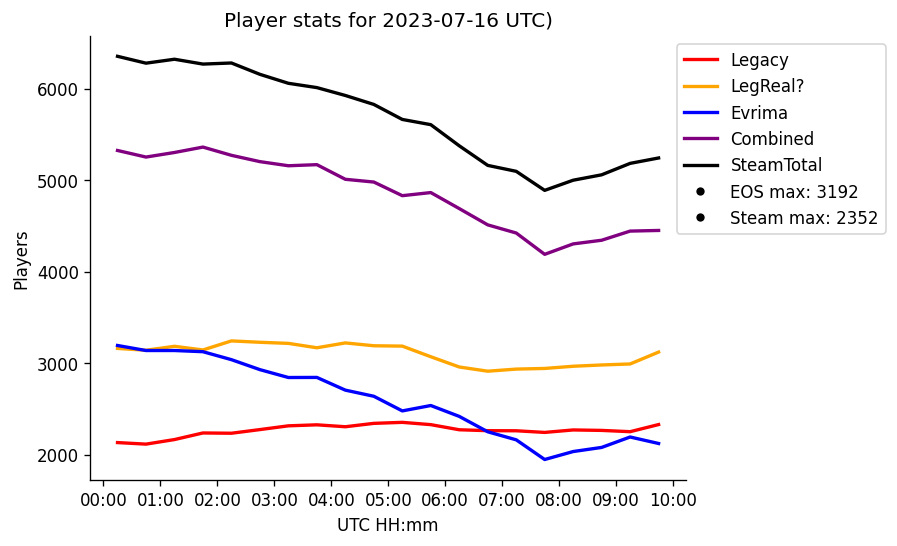 Player stats for 2023-07-16 UTC)
Legacy
LegReal?
Evrima
Combined
SteamTotal
EOS max: 3192
Steam max: 2352
Players
6000
5000
4000
3000
2000
00:00 01:00 02:00 03:00 04:00 05:00 06:00 07:00 08:00 09:00 10:00
UTC HH:mm